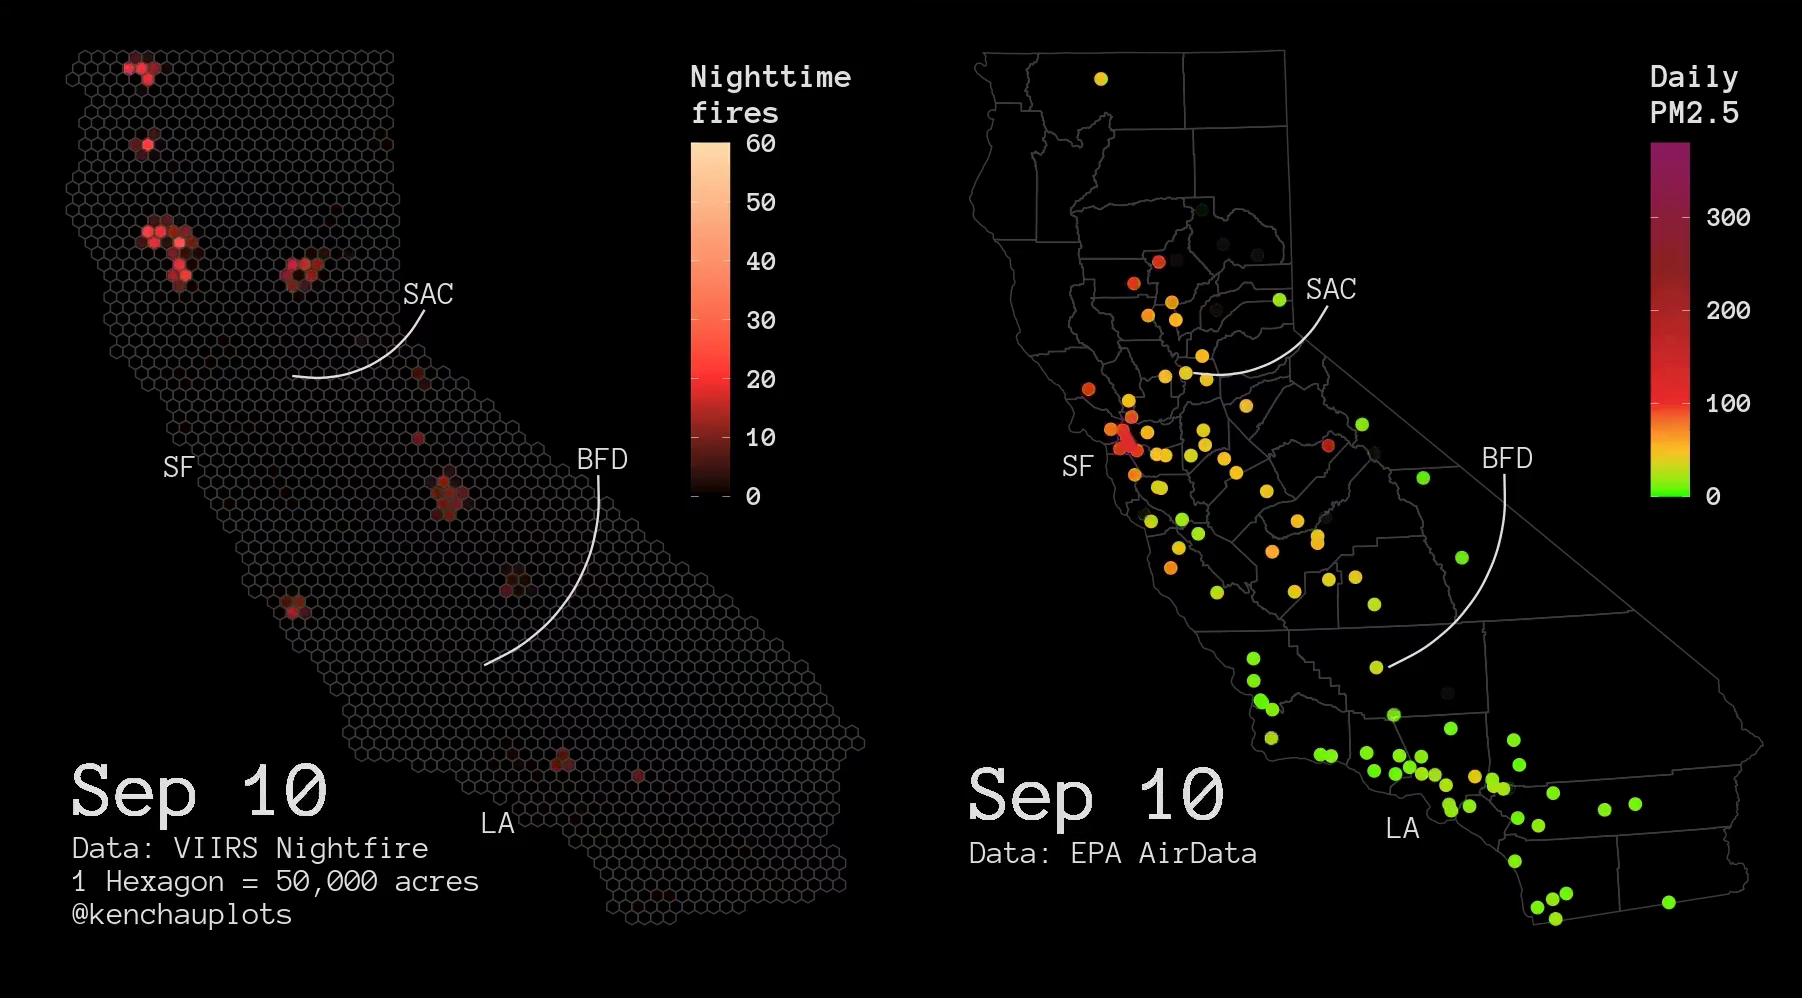 Nighttime
fires
60
50
40
30
20
10
0
SAC
SF
BFD
LA
Sep 10
Data: VIIRS Nightfire
1 Hexagon = 50,000 acres
@kenchauplots
Daily
PM2.5
300
200
100
0
SAC
SF
BFD
LA
Sep 10
Data: EPA AirData